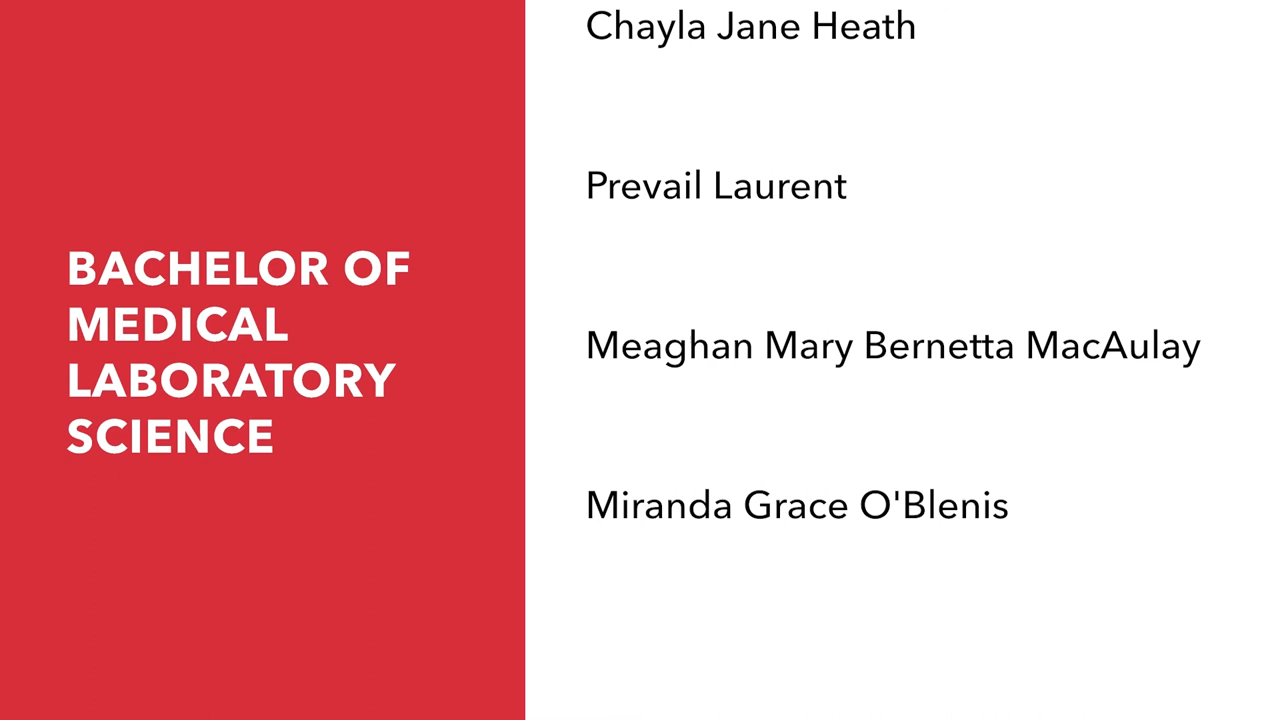 BACHELOR OF
MEDICAL
LABORATORY
SCIENCE
Chayla Jane Heath
Prevail Laurent
Meaghan Mary Bernetta MacAulay
Miranda Grace O'Blenis